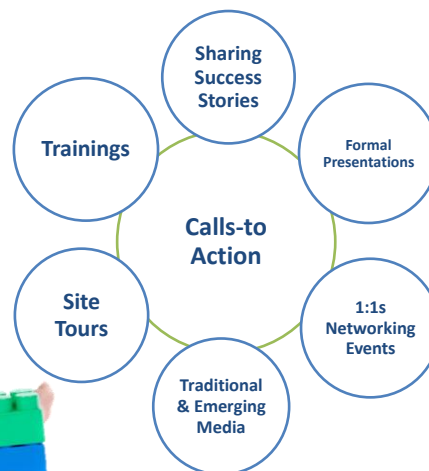 Sharing
Success
Stories
Formal
Presentations
1:1s
Networking
Events
Traditional
& Emerging
Media
Site
Tours
Trainings
Calls-to
Action